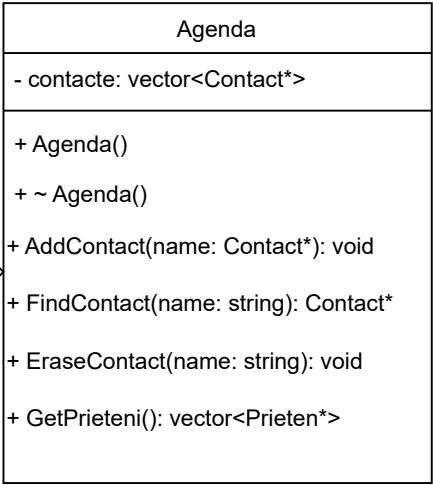 Agenda
- contacte: vector<Contact*>
+ Agenda()
+ ~ Agenda()
+ AddContact(name: Contact*): void
+ FindContact(name: string): Contact*
+ EraseContact(name: string): void
+ GetPrieteni(): vector<Prieten*>